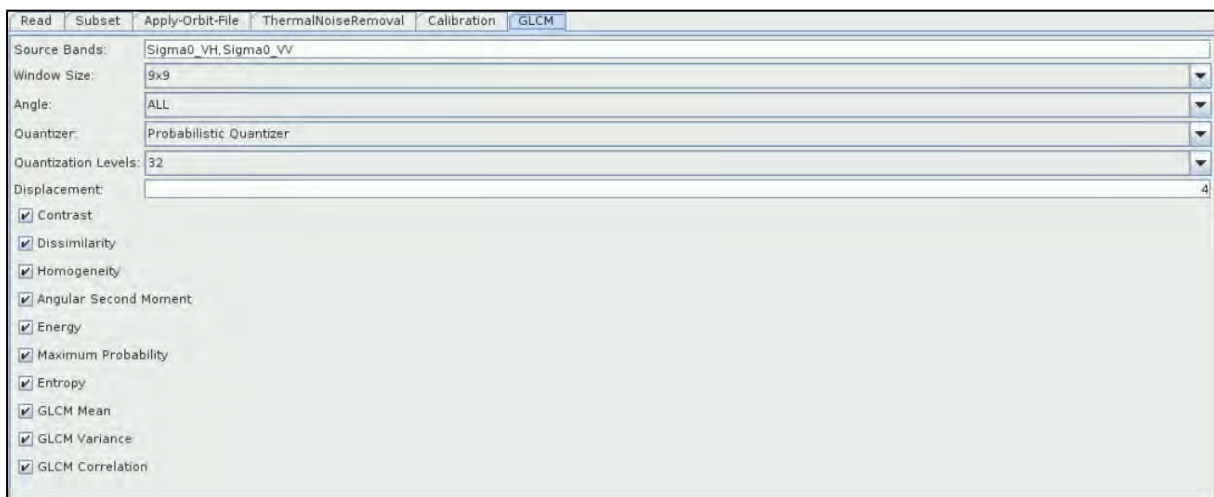 Read Subset Apply-Orbit-File ThermalNoiseRemoval Calibration GLCM
Source Bands: Sigma0_VH,Sigma0_VV
Window Size: 9x9
Angle: ALL
Quantizer: Probabilistic Quantizer
Quantization Levels: 32
Displacement: 4
Contrast
Dissimilarity
Homogeneity
Angular Second Moment
Energy
Maximum Probability
Entropy
GLCM Mean
GLCM Variance
GLCM Correlation